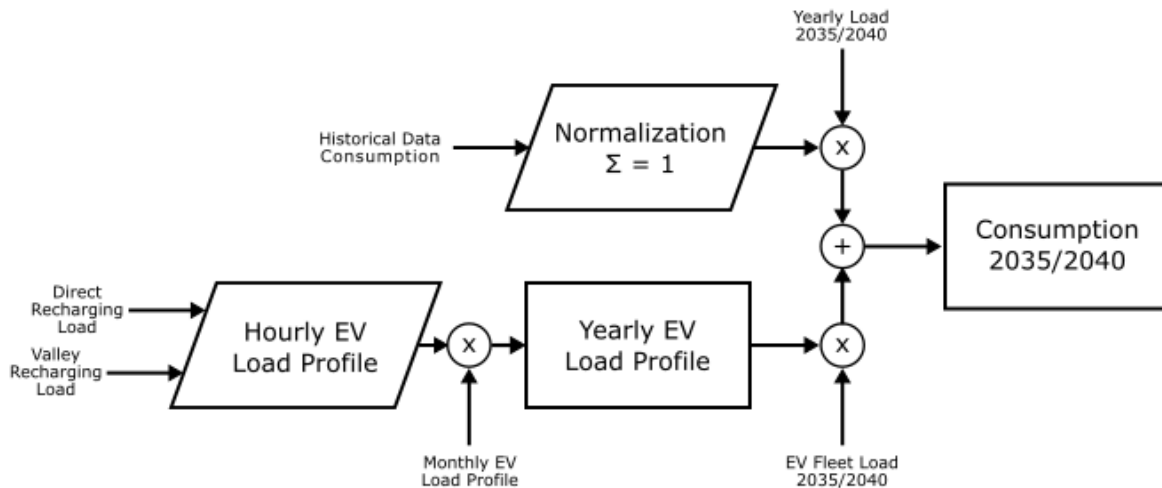 Yearly Load
2035/2040
Historical Data
Consumption
Normalization
Σ = 1
x
+
Consumption
2035/2040
Direct
Recharging
Load
Valley
Recharging
Load
Hourly EV
Load Profile
x
Monthly EV
Load Profile
Yearly EV
Load Profile
x
EV Fleet Load
2035/2040